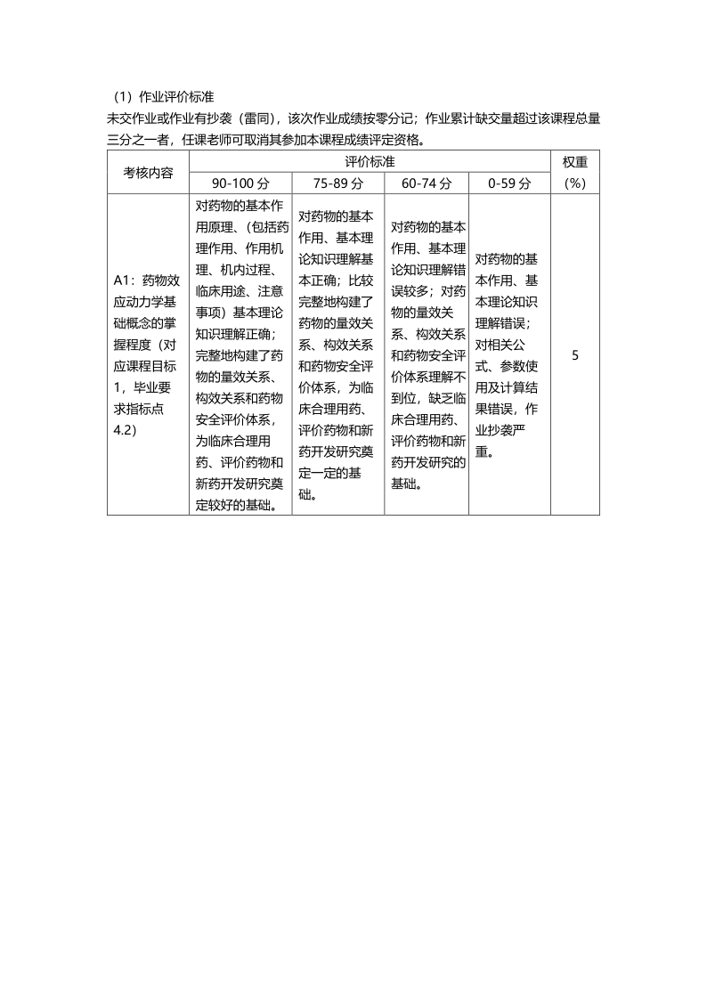 （1）作业评价标准
未交作业或作业有抄袭（雷同），该次作业成绩按零分记；作业累计缺交量超过该课程总量
三分之一者，任课老师可取消其参加本课程成绩评定资格。
考核内容
评价标准
权重
（%）
90-100 分
75-89 分
60-74 分
0-59 分
A1：药物效
应动力学基
础概念的掌
握程度（对
应课程目标
1，毕业要
求指标点
4.2）
对药物的基本作
用原理、（包括药
理作用、作用机
理、机内过程、
临床用途、注意
事项）基本理论
知识理解正确；
完整地构建了药
物的量效关系、
构效关系和药物
安全评价体系，
为临床合理用
药、评价药物和
新药开发研究奠
定较好的基础。
对药物的基本
作用、基本理
论知识理解基
本正确；比较
完整地构建了
药物的量效关
系、构效关系
和药物安全评
价体系，为临
床合理用药、
评价药物和新
药开发研究奠
定一定的基
础。
对药物的基本
作用、基本理
论知识理解错
误较多；对药
物的量效关
系、构效关系
和药物安全评
价体系理解不
到位，缺乏临
床合理用药、
评价药物和新
药开发研究的
基础。
对药物的基
本作用、基
本理论知识
理解错误；
对相关公
式、参数使
用及计算结
果错误，作
业抄袭严
重。
5